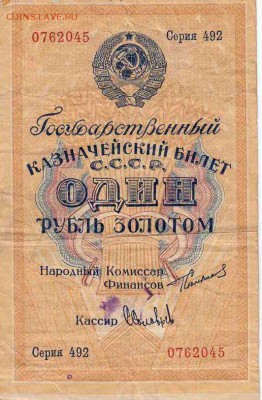 COINS.LAVE.RU
0762045 Серия 492
Государственный
КАЗНАЧЕЙСКИЙ БИЛЕТ
С.С.С.Р.
ОДИН
РУБЛЬ ЗОЛОТОМ
Народный Комиссар
Финансов
Кассир
Серия 492 0762045